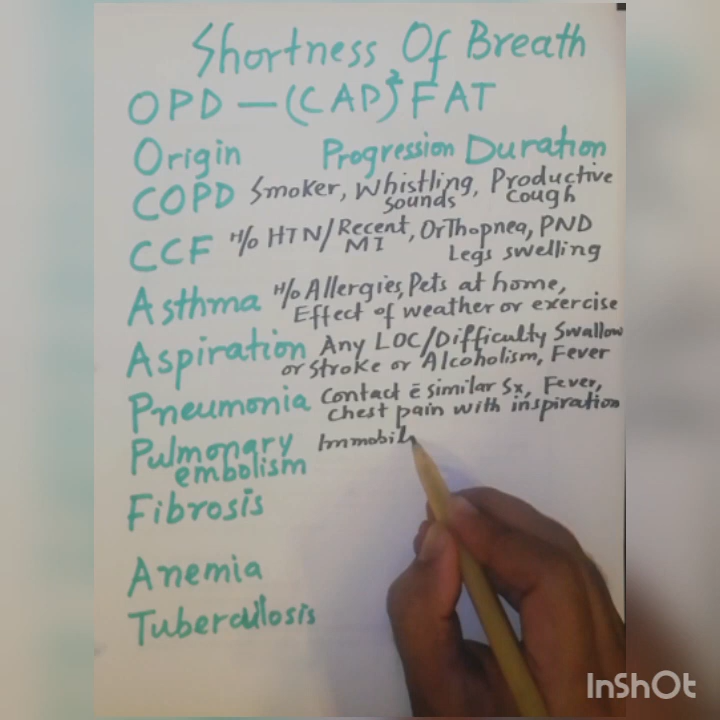 Shortness Of Breath
OPD — (CAP)² FAT
Origin Progression Duration
COPD Smoker, Whistling sounds, Productive cough
CCF H/o HTN/Recent MI, OrThopnea, PND
Legs swelling
Asthma H/o Allergies, Pets at home,
Effect of weather or exercise
Aspiration Any LOC/Difficulty Swallow
or Stroke or Alcoholism, Fever
Pneumonia Contact c̄ similar Sx, Fever,
chest pain with inspiration
Pulmonary embolism Immobil
Fibrosis
Anemia
Tuberculosis
InShOt